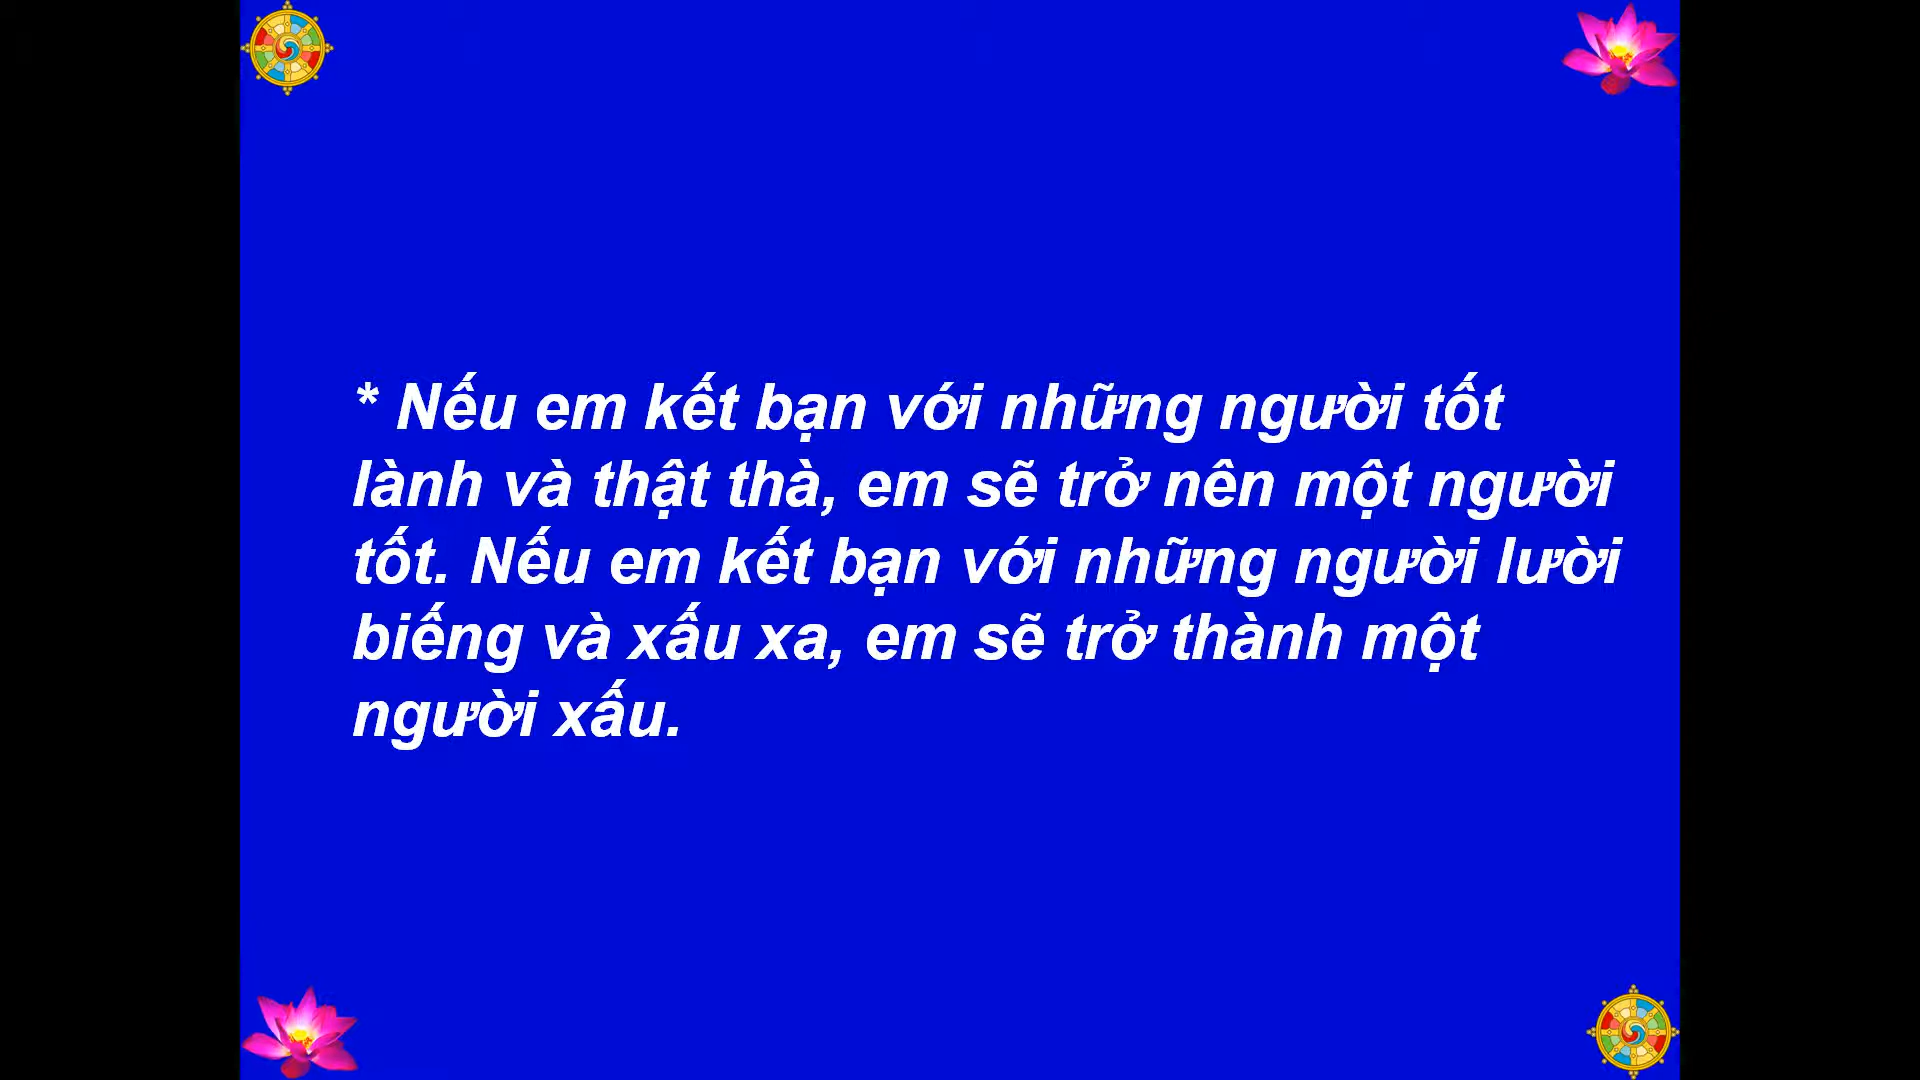 * Nếu em kết bạn với những người tốt
lành và thật thà, em sẽ trở nên một người
tốt. Nếu em kết bạn với những người lười
biếng và xấu xa, em sẽ trở thành một
người xấu.